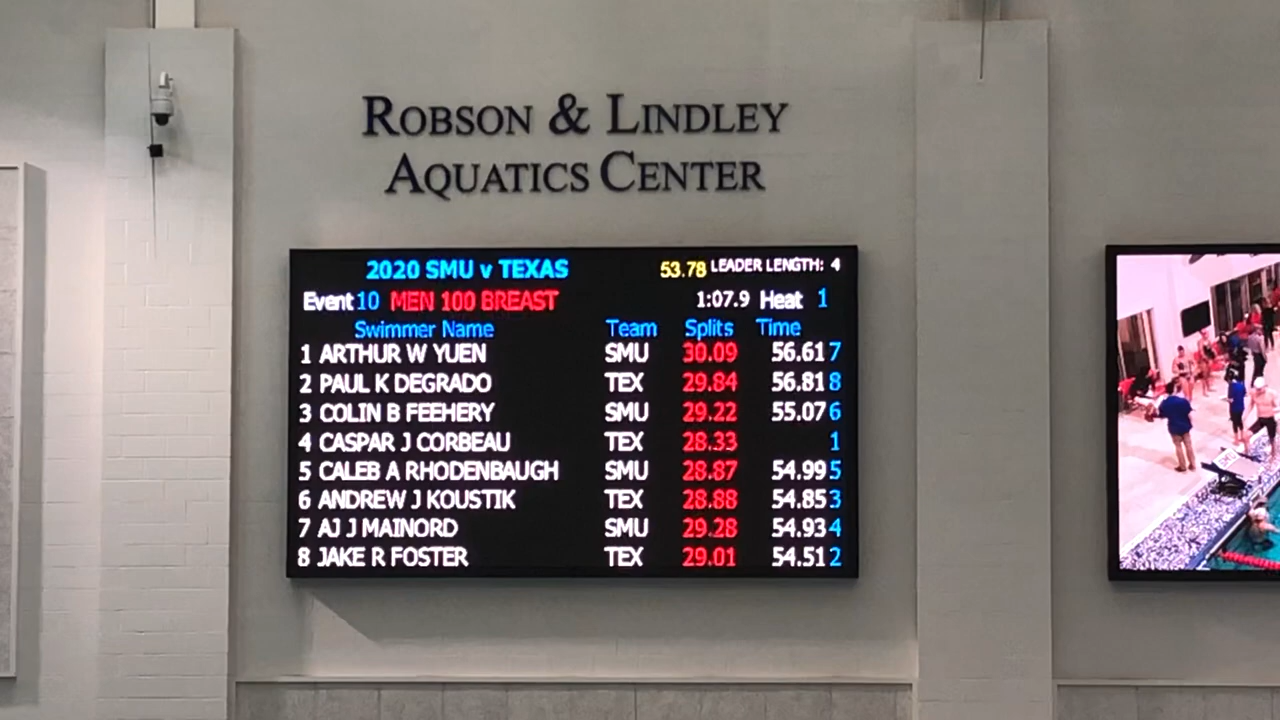 ROBSON & LINDLEY
AQUATICS CENTER
2020 SMU v TEXAS 53.78 LEADER LENGTH: 4
Event 10 MEN 100 BREAST 1:07.9 Heat 1
Swimmer Name Team Splits Time
1 ARTHUR W YUEN SMU 30.09 56.61 7
2 PAUL K DEGRADO TEX 29.84 56.81 8
3 COLIN B FEEHERY SMU 29.22 55.07 6
4 CASPAR J CORBEAU TEX 28.33 1
5 CALEB A RHODENBAUGH SMU 28.87 54.99 5
6 ANDREW J KOUSTIK TEX 28.88 54.85 3
7 AJ J MAINORD SMU 29.28 54.93 4
8 JAKE R FOSTER TEX 29.01 54.51 2